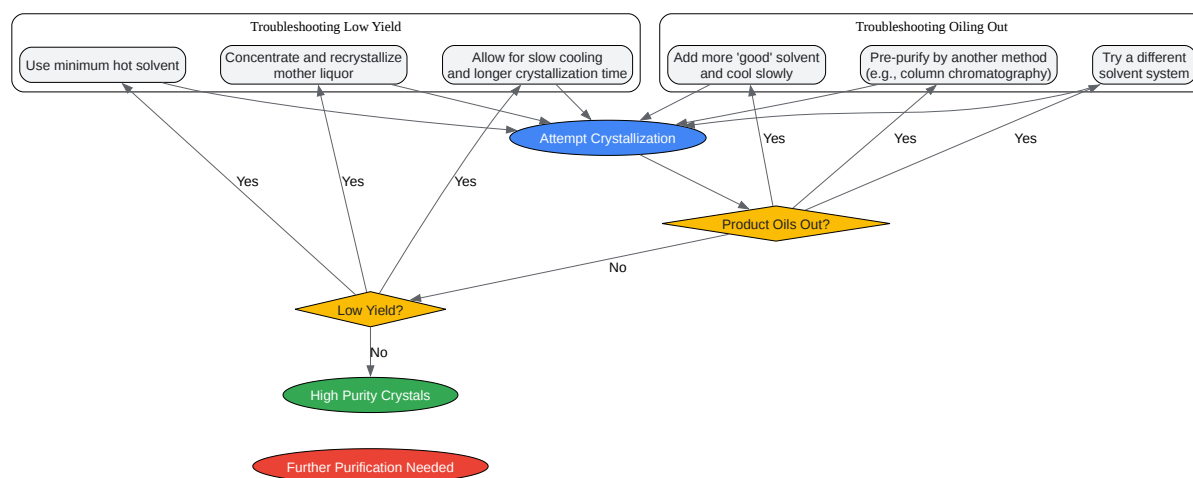 Troubleshooting Low Yield
Troubleshooting Oiling Out
Use minimum hot solvent
Concentrate and recrystallize
mother liquor
Allow for slow cooling
and longer crystallization time
Add more 'good' solvent
and cool slowly
Pre-purify by another method
(e.g., column chromatography)
Try a different
solvent system
Attempt Crystallization
Yes
Yes
Yes
Yes
Yes
Yes
Product Oils Out?
No
Low Yield?
No
High Purity Crystals
Further Purification Needed